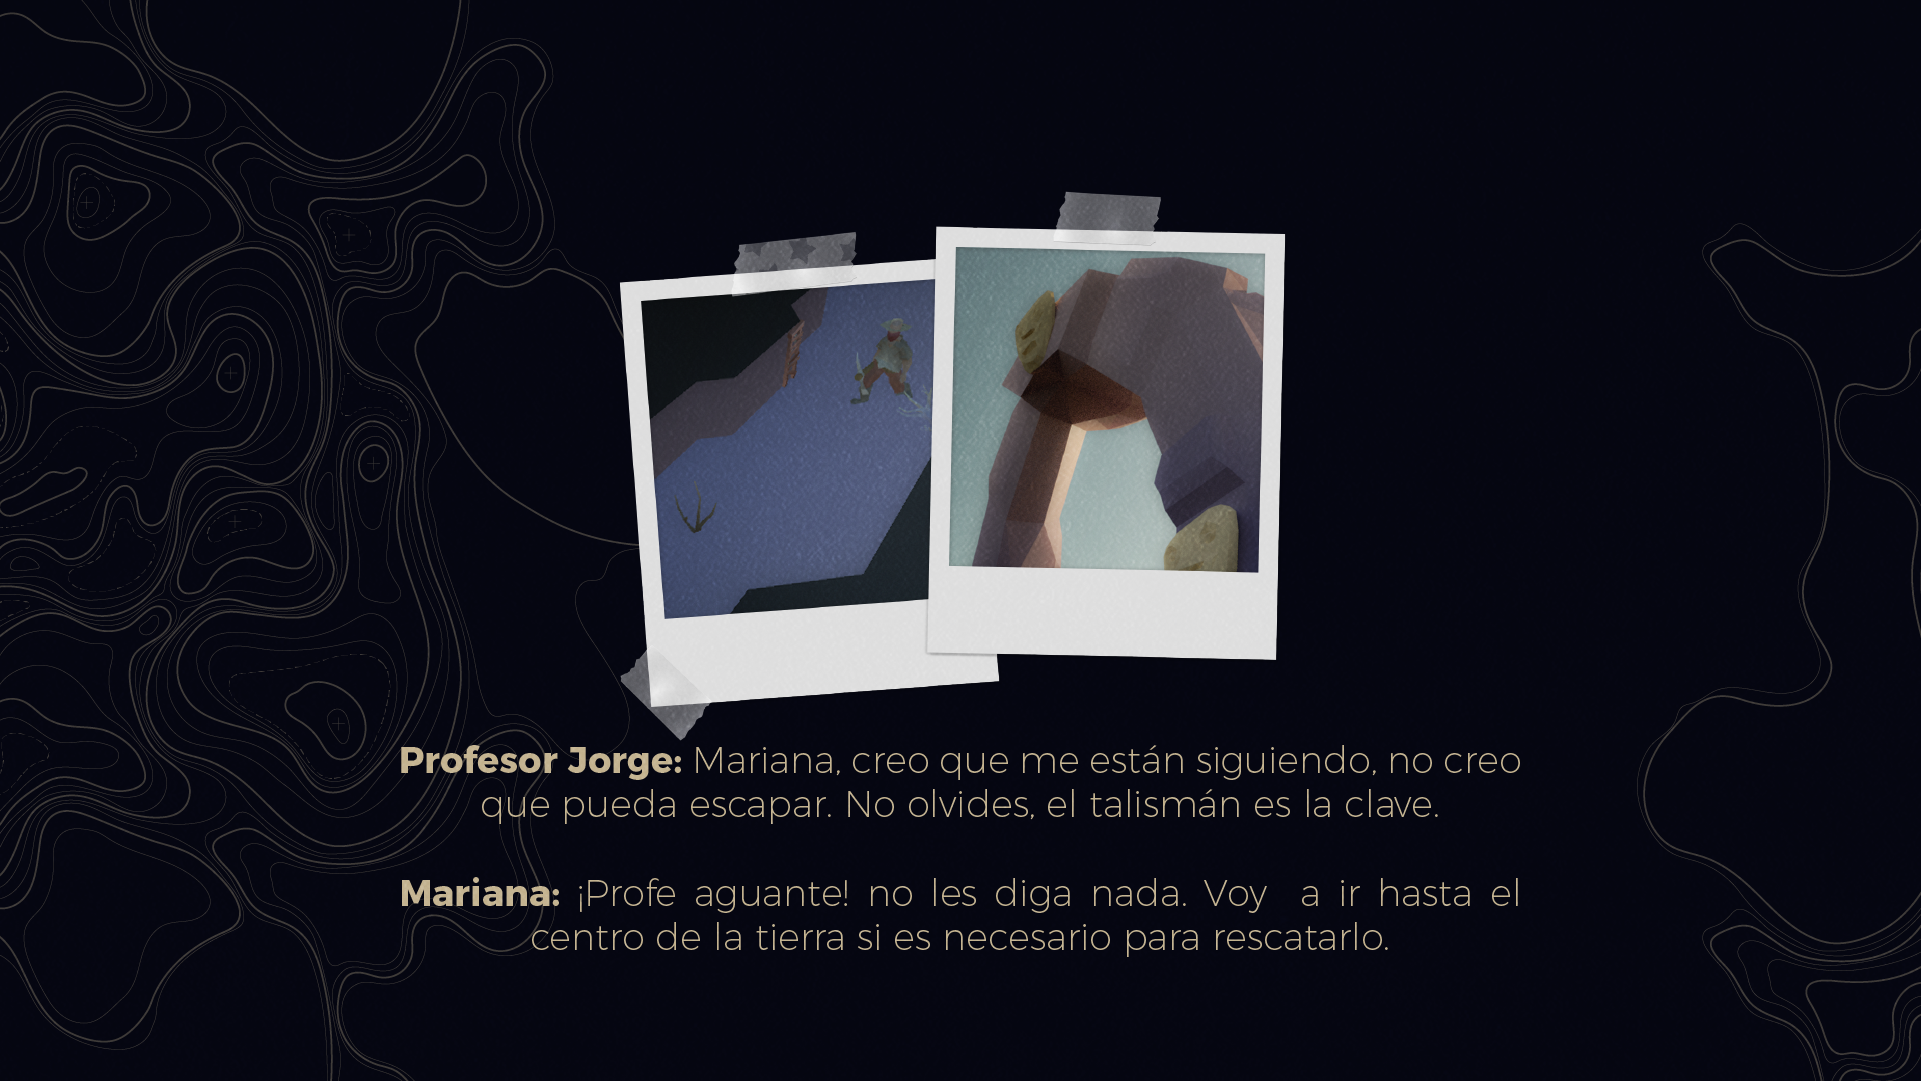 Profesor Jorge: Mariana, creo que me están siguiendo, no creo
que pueda escapar. No olvides, el talismán es la clave.
Mariana: ¡Profe aguante! no les diga nada. Voy  a ir hasta el
centro de la tierra si es necesario para rescatarlo.